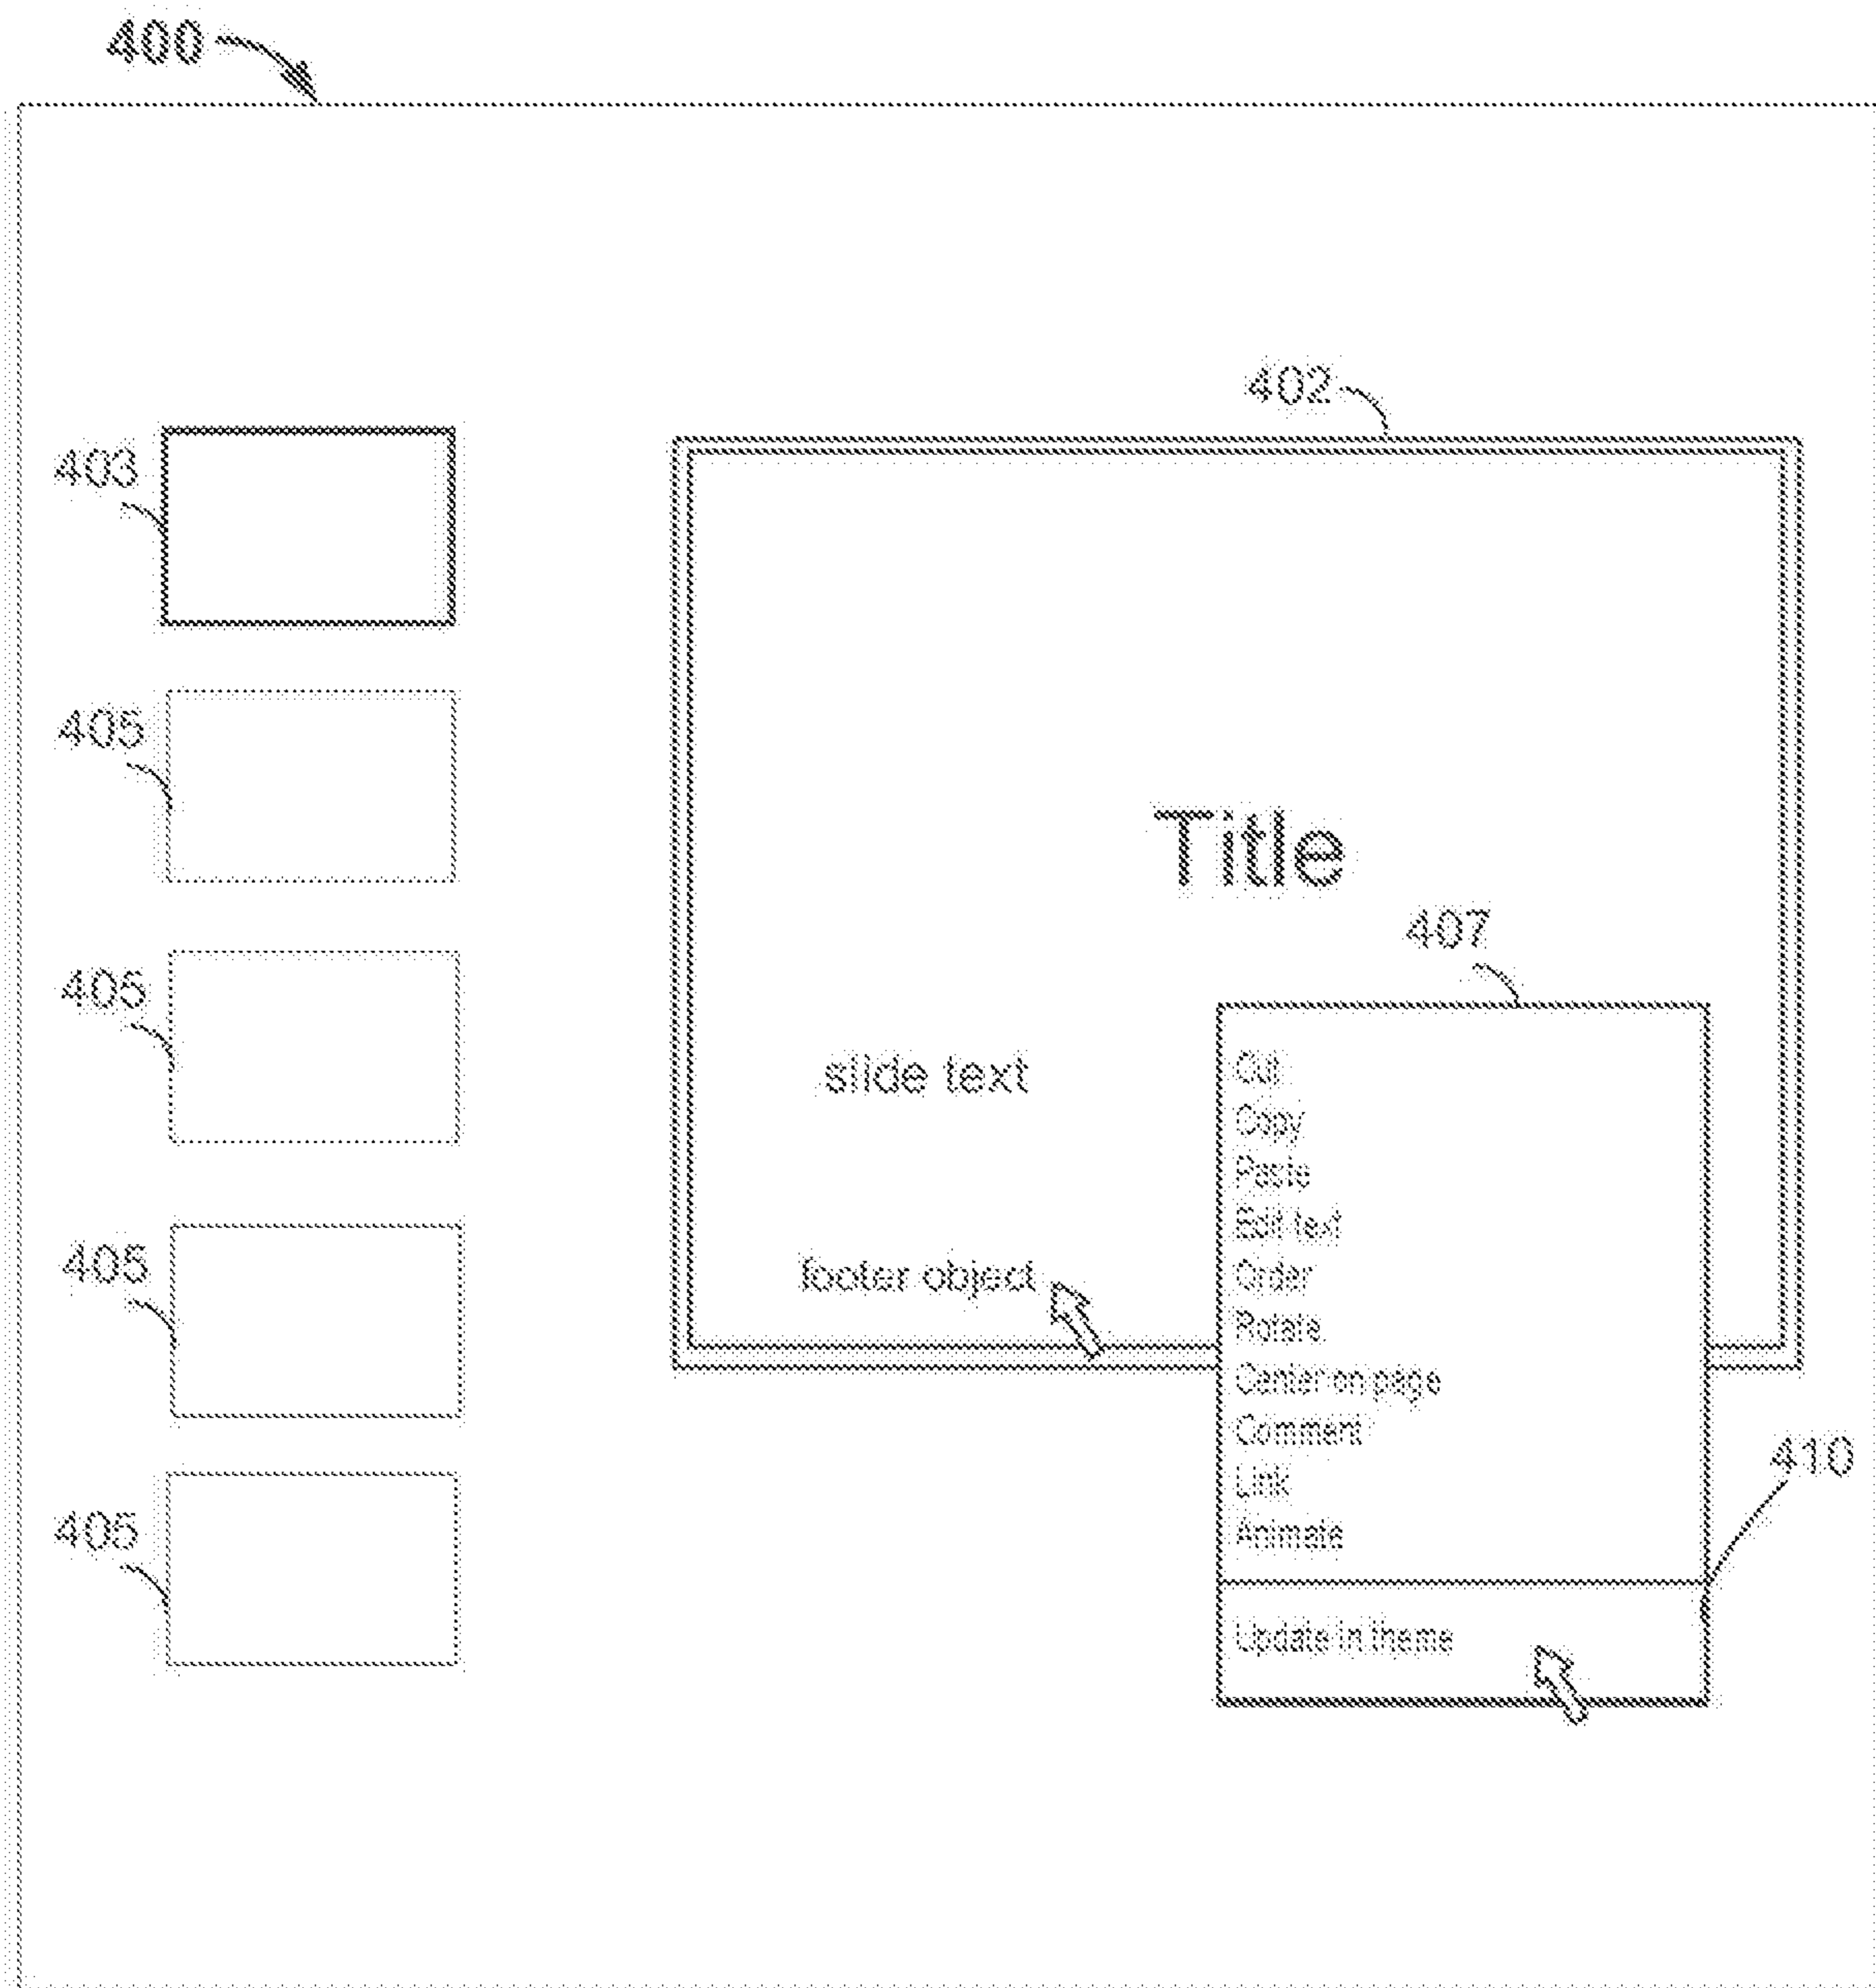 400
402
403
405
Title
407
405
slide text
Cut
Copy
Paste
Edit text
405
footer object
Order
Rotate
Center on page
Comment
410
Link
405
Animate
Update in theme